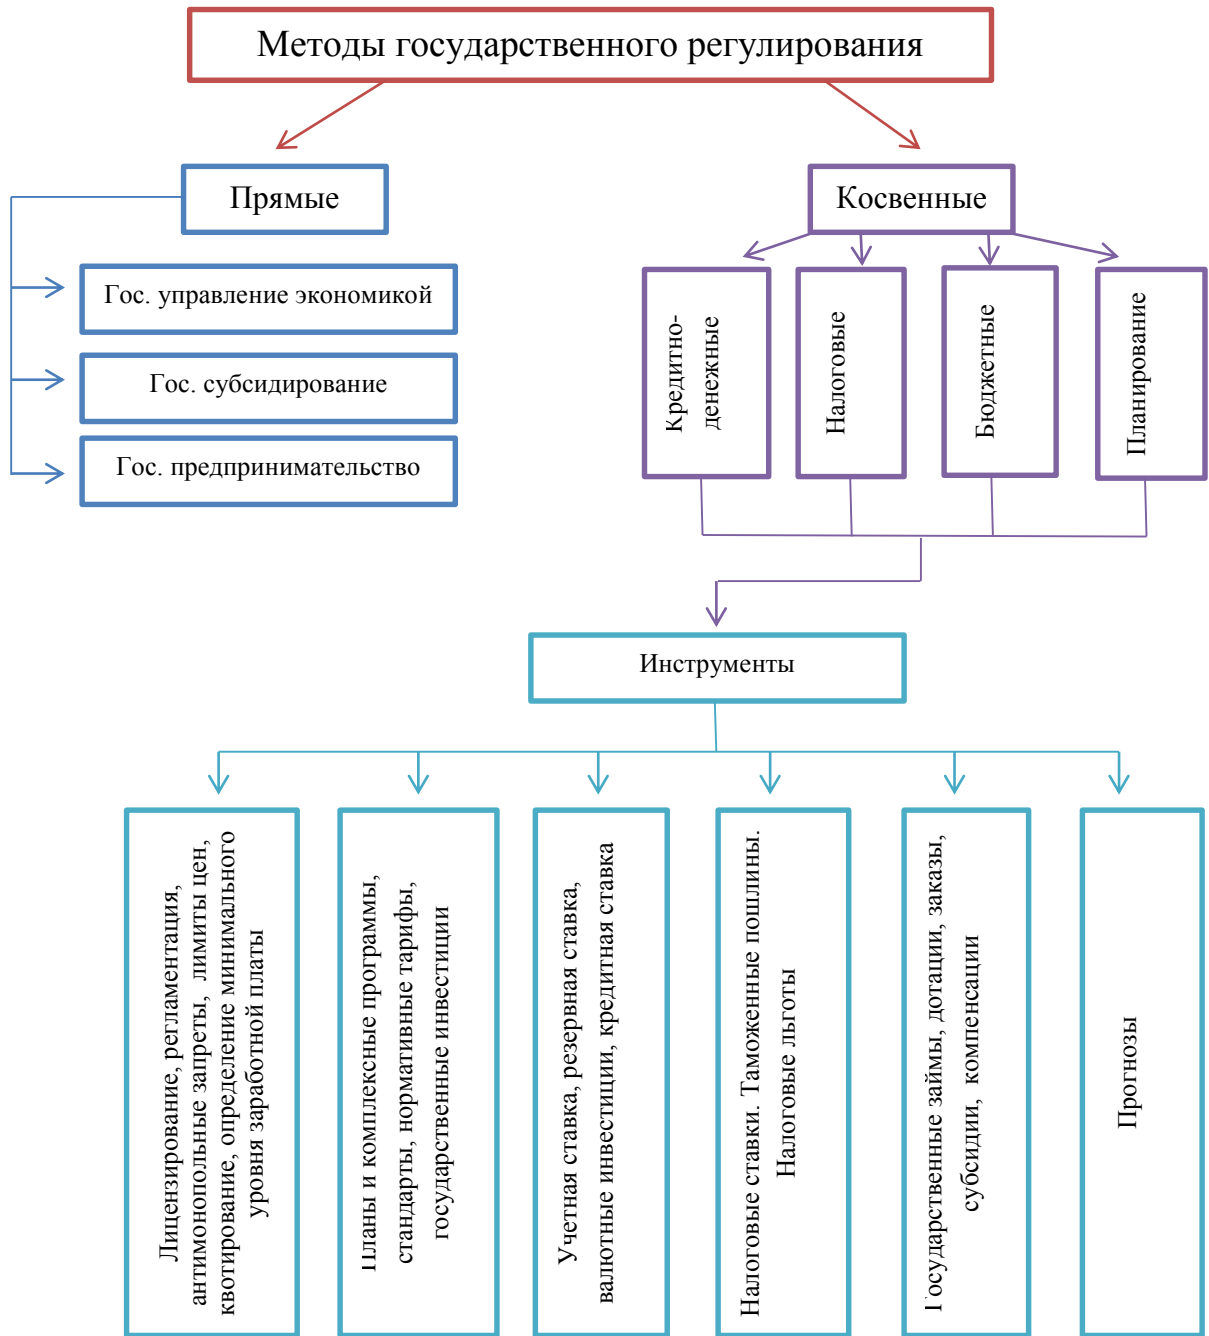 Методы государственного регулирования
Прямые
Косвенные
Гос. управление экономикой
Гос. субсидирование
Гос. предпринимательство
Кредитно-
денежные
Налоговые
Бюджетные
Планирование
Инструменты
Лицензирование, регламентация,
антимонопольные запреты, лимиты цен,
квотирование, определение минимального
уровня заработной платы
Планы и комплексные программы,
стандарты, нормативные тарифы,
государственные инвестиции
Учетная ставка, резервная ставка,
валютные инвестиции, кредитная ставка
Налоговые ставки. Таможенные пошлины.
Налоговые льготы
Государственные займы, дотации, заказы,
субсидии, компенсации
Прогнозы